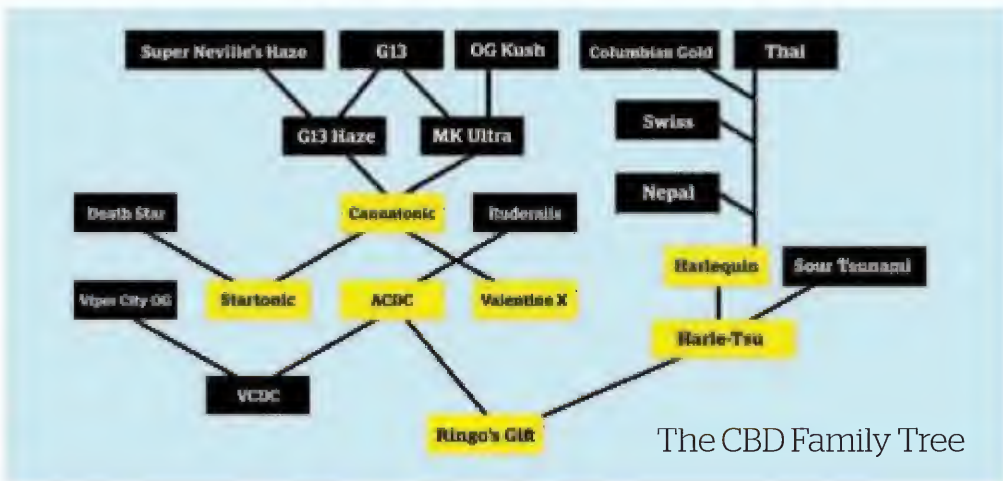 Super Neville's Haze
G13
OG Kush
Columbian Gold
Thai
Swiss
G13 Haze
MK Ultra
Nepal
Death Star
Cannatonic
Ruderalis
Harlequin
Sour Tsunami
Viper City OG
Startonic
ACDC
Valentine X
Harle-Tsu
VCDC
Ringo's Gift
The CBD Family Tree